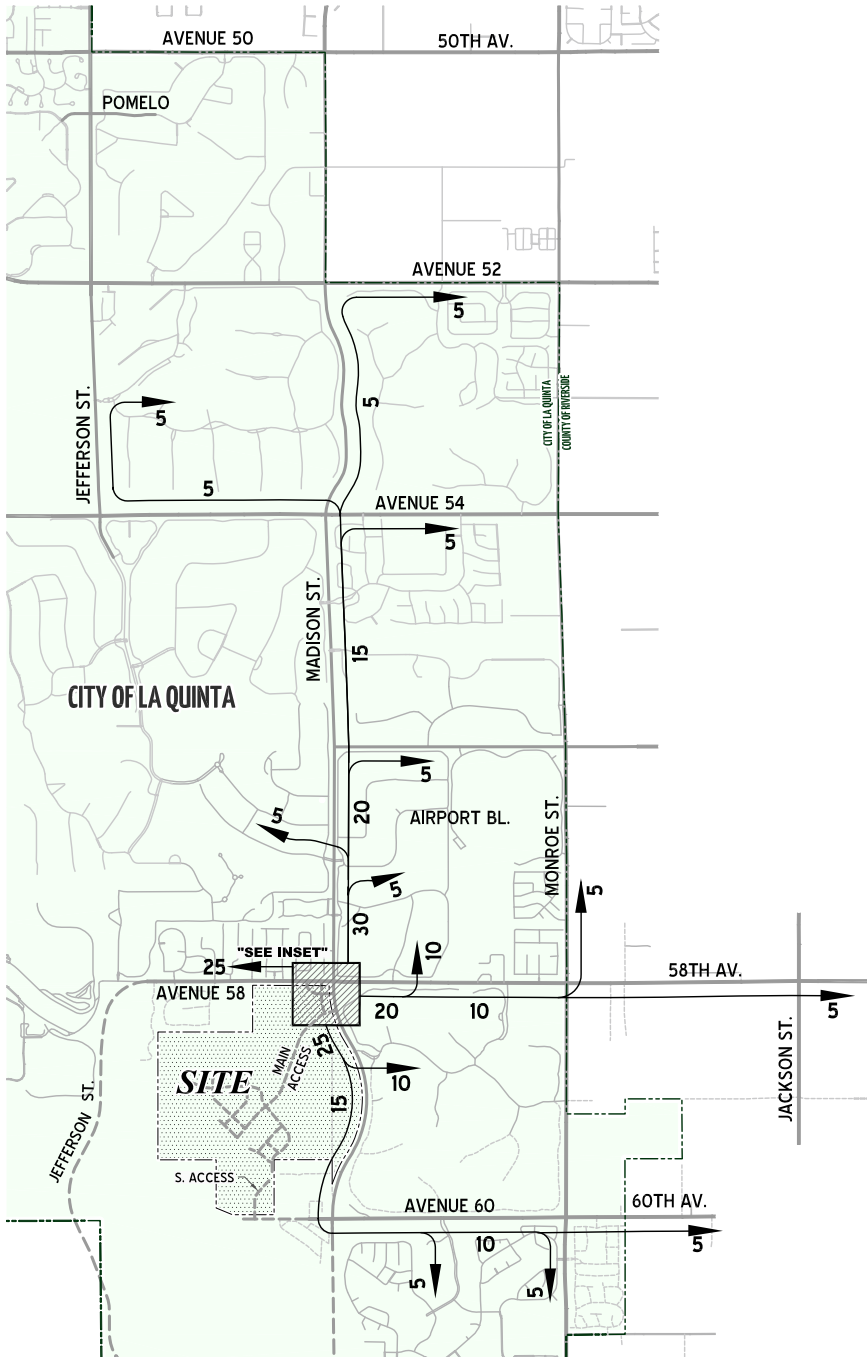 AVENUE 50
50TH AV.
POMELO
AVENUE 52
5
5
5
JEFFERSON ST.
CITY OF LA QUINTA
COUNTY OF RIVERSIDE
5
AVENUE 54
5
MADISON ST.
15
CITY OF LA QUINTA
5
20
5
AIRPORT BL.
MONROE ST.
5
5
30
10
"SEE INSET"
25
58TH AV.
AVENUE 58
20
10
5
25
MAIN
ACCESS
10
SITE
15
JACKSON ST.
JEFFERSON ST.
S. ACCESS
AVENUE 60
60TH AV.
10
5
5
5